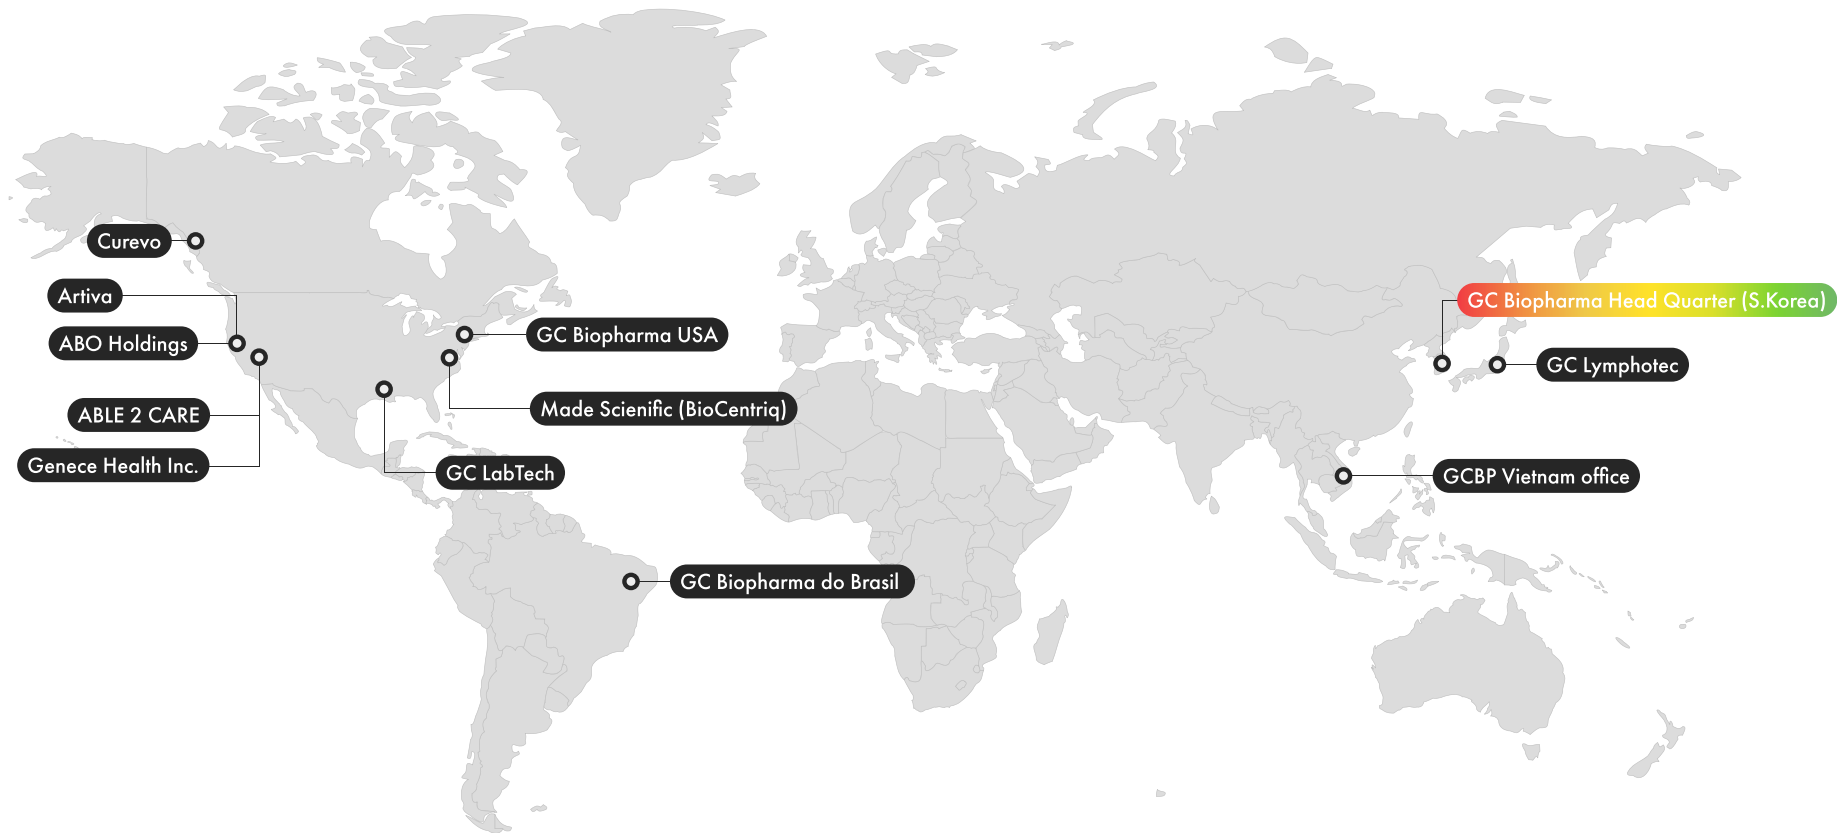 Curevo
Artiva
GC Biopharma Head Quarter (S.Korea)
GC Biopharma USA
ABO Holdings
GC Lymphotec
Made Scienific (BioCentriq)
ABLE 2 CARE
Genece Health Inc.
GC LabTech
GCBP Vietnam office
GC Biopharma do Brasil